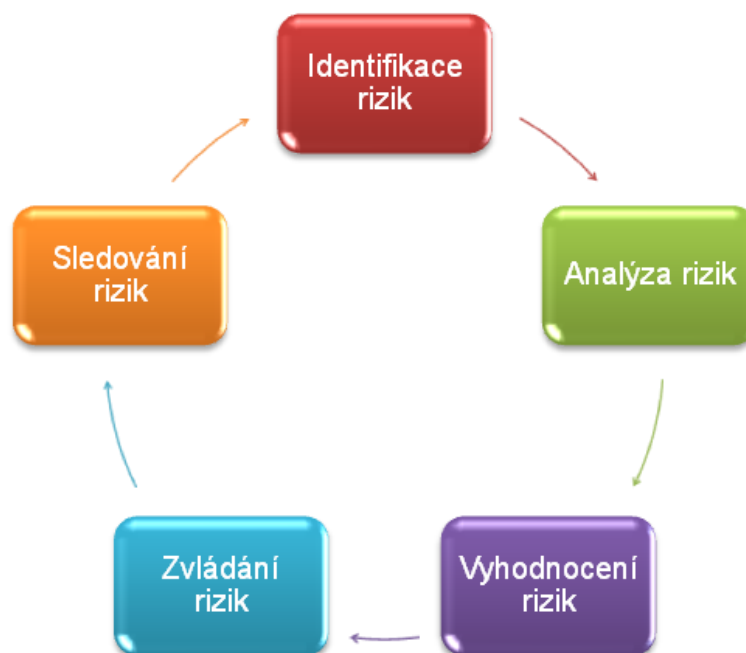 Identifikace
rizik
Analýza rizik
Vyhodnocení
rizik
Zvládání
rizik
Sledování
rizik